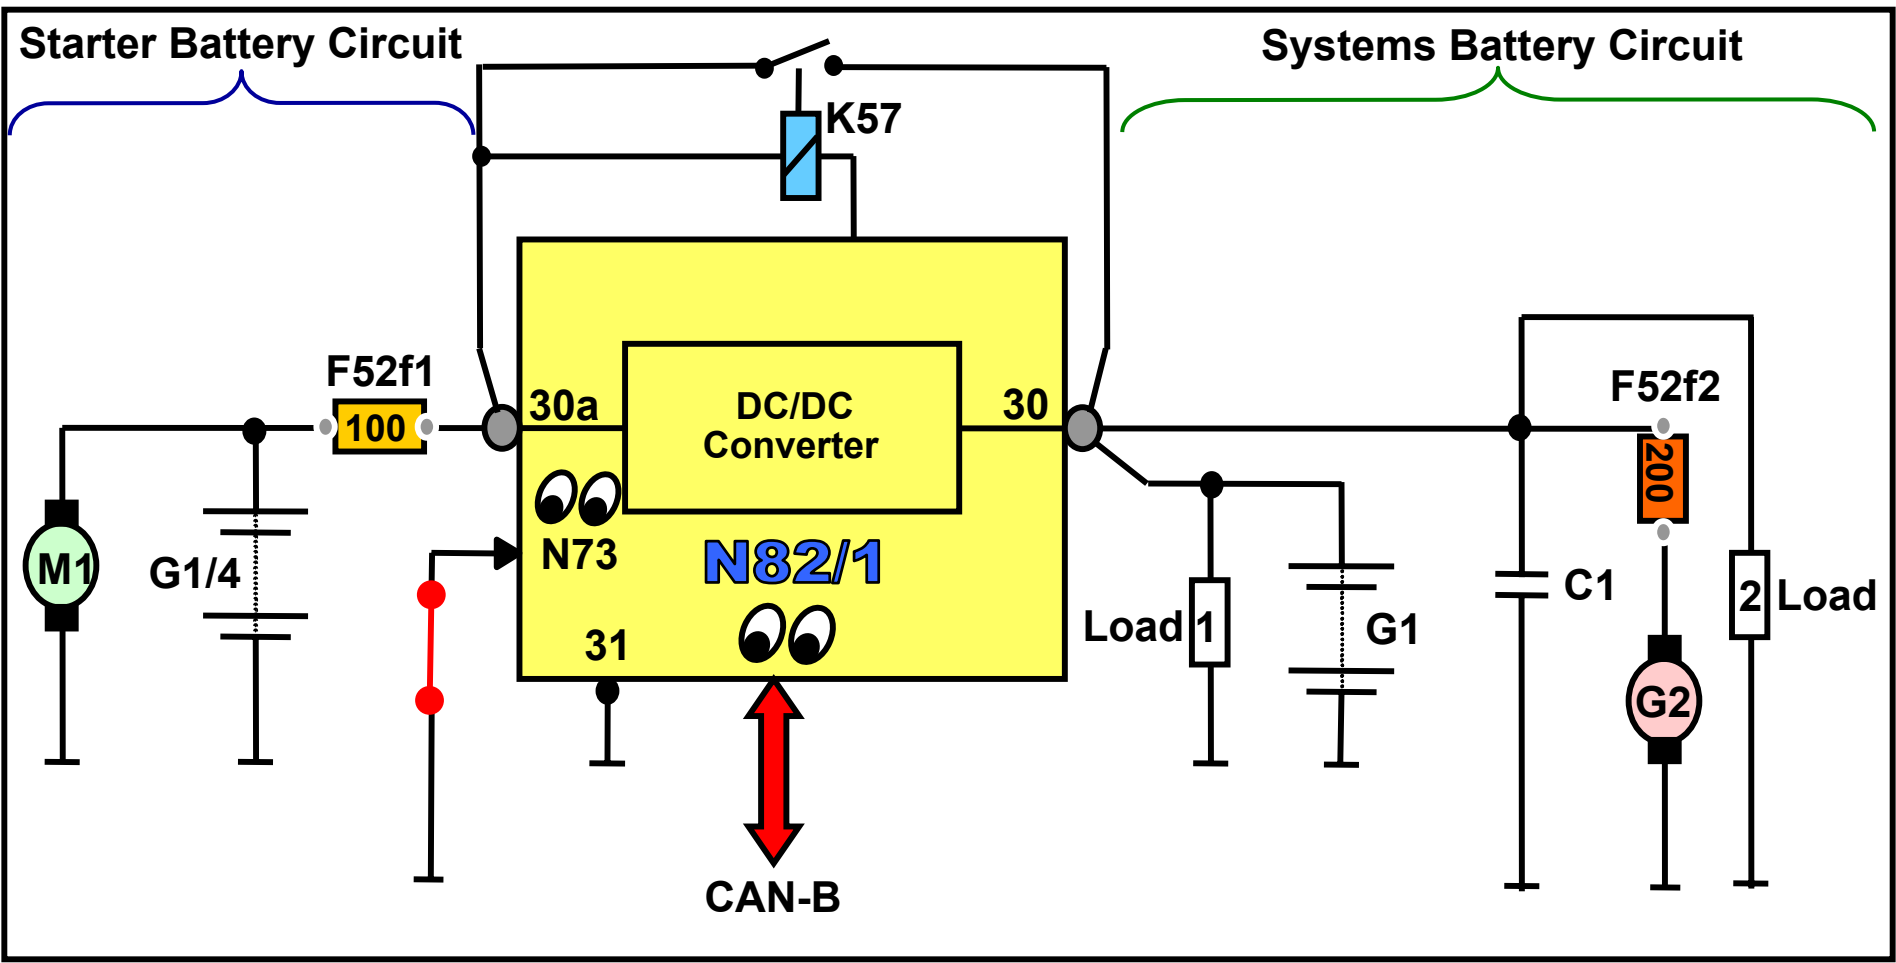 Starter Battery Circuit
Systems Battery Circuit
K57
F52f1
100
30a
DC/DC
Converter
30
F52f2
200
M1
G1/4
N73
N82/1
31
Load 1
G1
C1
G2
2 Load
CAN-B